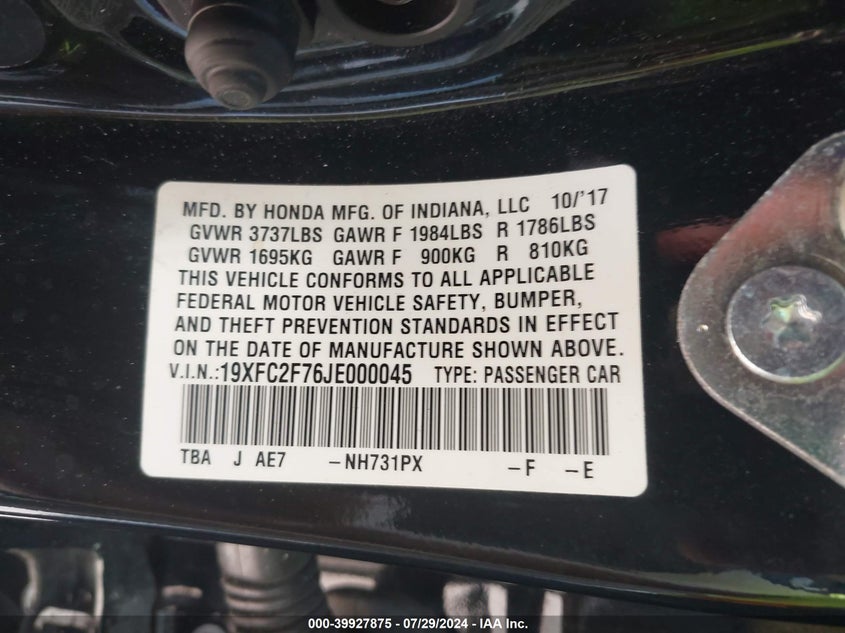 MFD. BY HONDA MFG. OF INDIANA, LLC 10/'17
GVWR 3737LBS GAWR F 1984LBS R 1786LBS
GVWR 1695KG GAWR F 900KG R 810KG
THIS VEHICLE CONFORMS TO ALL APPLICABLE
FEDERAL MOTOR VEHICLE SAFETY, BUMPER,
AND THEFT PREVENTION STANDARDS IN EFFECT
ON THE DATE OF MANUFACTURE SHOWN ABOVE.
V.I.N.:19XFC2F76JE000045 TYPE: PASSENGER CAR
TBA J AE7 –NH731PX –F –E
000-39927875 / 07/29/2024 - IAA Inc.